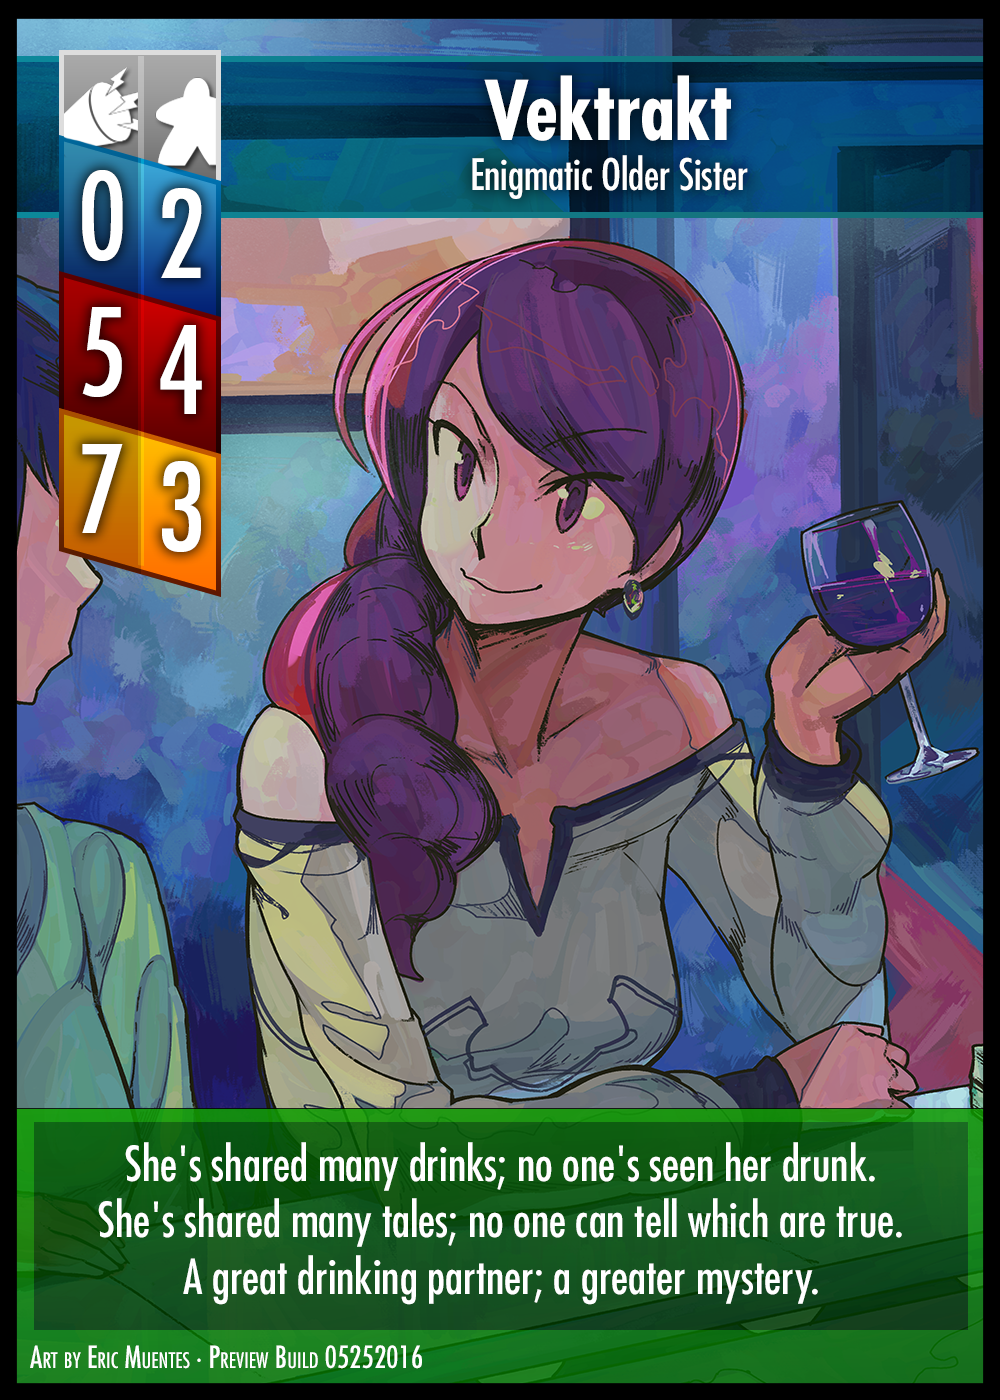 Vektrakt
Enigmatic Older Sister
0 2
5 4
7 3
She's shared many drinks; no one's seen her drunk.
She's shared many tales; no one can tell which are true.
A great drinking partner; a greater mystery.
Art by Eric Muentes · Preview Build 05252016